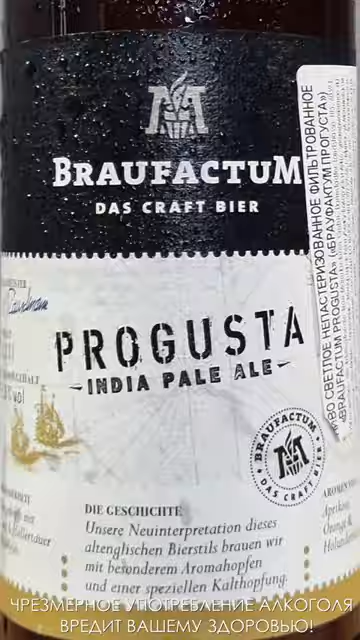 BRAUFACTUM
DAS CRAFT BIER
PROGUSTA
INDIA PALE ALE
BRAUFACTUM
DAS CRAFT BIER
DIE GESCHICHTE
Unsere Neuinterpretation dieses
altenglischen Bierstils brauen wir
mit besonderem Aromahopfen
und einer speziellen Kalthopfung.
ПИВО СВЕТЛОЕ НЕПАСТЕРИЗОВАННОЕ ФИЛЬТРОВАННОЕ
«BRAUFACTUM PROGUSTA» («БРАУФАКТУМ ПРОГУСТА»)
ЧРЕЗМЕРНОЕ УПОТРЕБЛЕНИЕ АЛКОГОЛЯ
ВРЕДИТ ВАШЕМУ ЗДОРОВЬЮ!